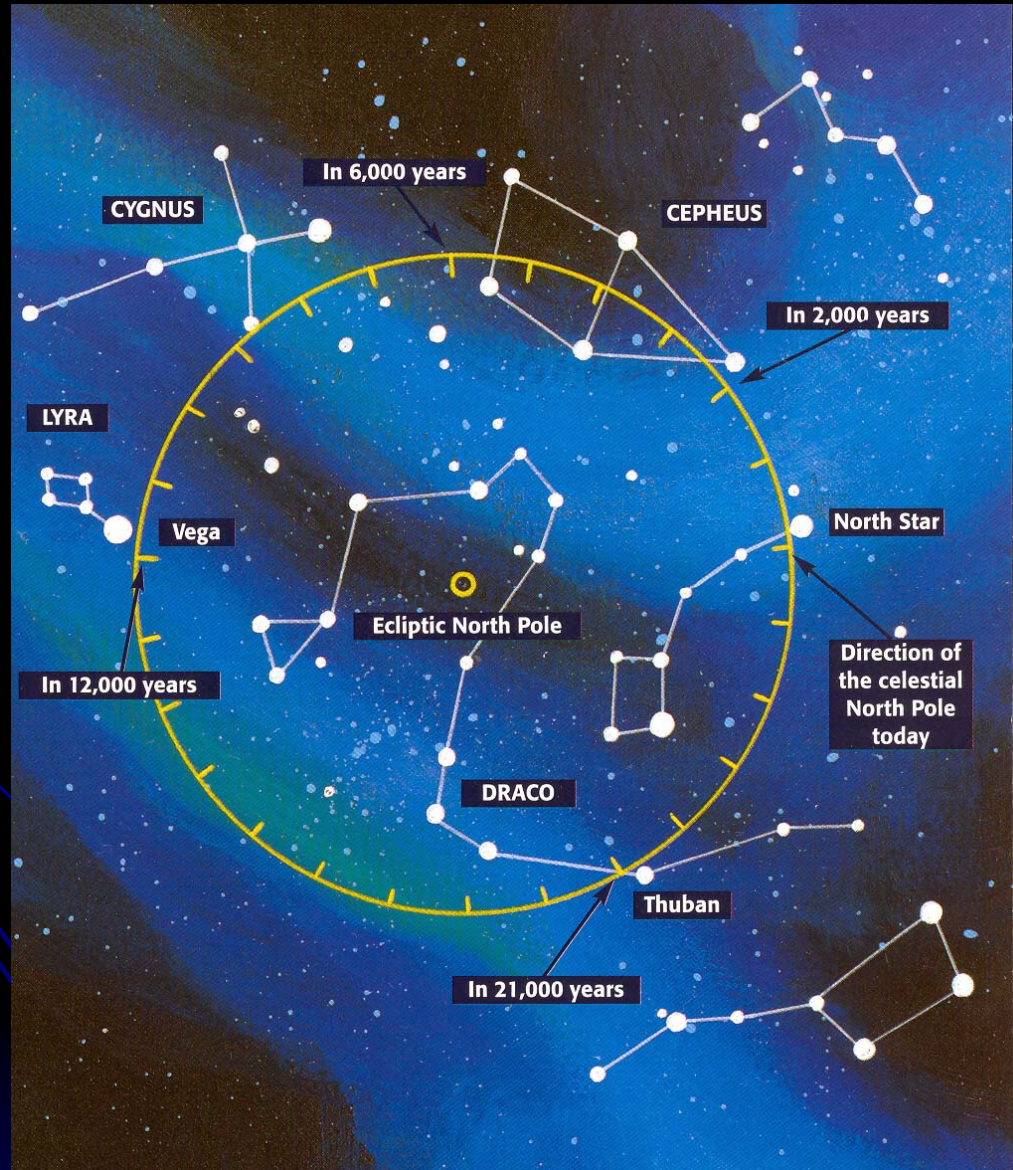 In 6,000 years
CYGNUS
CEPHEUS
In 2,000 years
LYRA
Vega
North Star
Ecliptic North Pole
In 12,000 years
Direction of
the celestial
North Pole
today
DRACO
Thuban
In 21,000 years